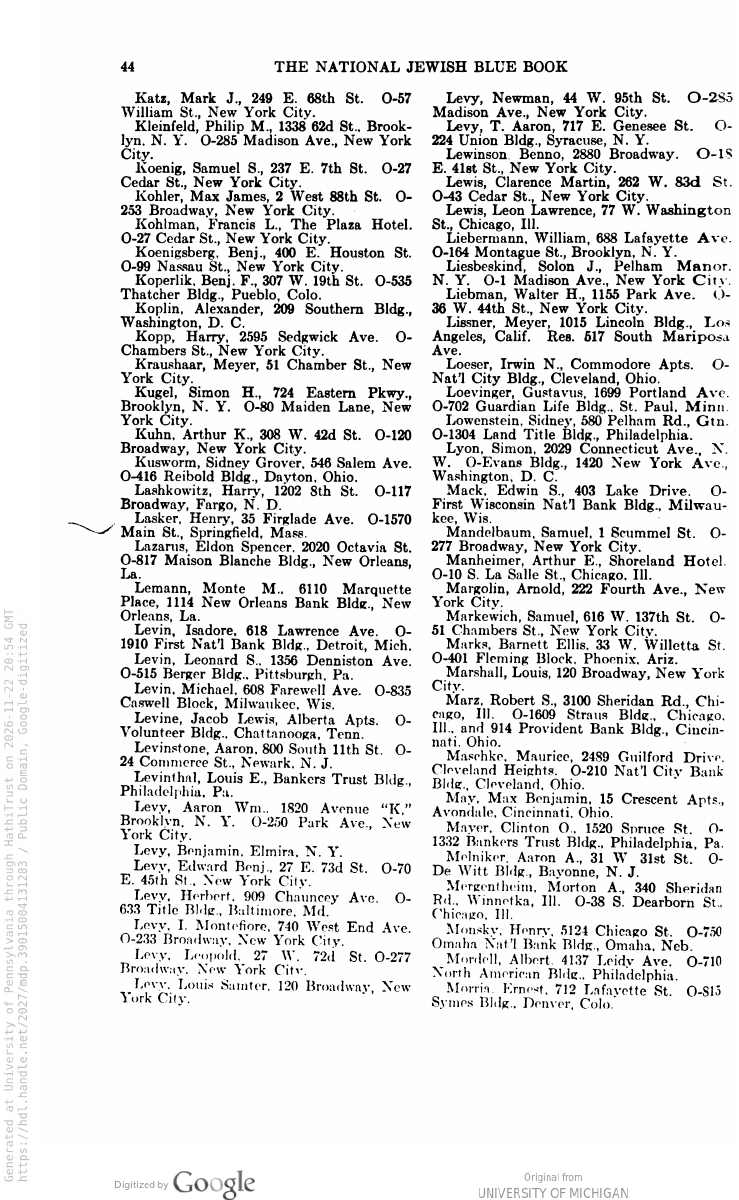 44 THE NATIONAL JEWISH BLUE BOOK
Katz, Mark J., 249 E. 68th St. O-57
William St., New York City.
Kleinfeld, Philip M., 1338 62d St., Brook-
lyn, N. Y. O-285 Madison Ave., New York
City.
Koenig, Samuel S., 237 E. 7th St. O-27
Cedar St., New York City.
Kohler, Max James, 2 West 88th St. O-
253 Broadway, New York City.
Kohlman, Francis L., The Plaza Hotel.
O-27 Cedar St., New York City.
Koenigsberg, Benj., 400 E. Houston St.
O-99 Nassau St., New York City.
Koperlik, Benj. F., 307 W. 19th St. O-535
Thatcher Bldg., Pueblo, Colo.
Koplin, Alexander, 209 Southern Bldg.,
Washington, D. C.
Kopp, Harry, 2595 Sedgwick Ave. O-
Chambers St., New York City.
Kraushaar, Meyer, 51 Chamber St., New
York City.
Kugel, Simon H., 724 Eastern Pkwy.,
Brooklyn, N. Y. O-80 Maiden Lane, New
York City.
Kuhn, Arthur K., 308 W. 42d St. O-120
Broadway, New York City.
Kusworm, Sidney Grover, 546 Salem Ave.
O-416 Reibold Bldg., Dayton, Ohio.
Lashkowitz, Harry, 1202 8th St. O-117
Broadway, Fargo, N. D.
Lasker, Henry, 35 Firglade Ave. O-1570
Main St., Springfield, Mass.
Lazarus, Eldon Spencer, 2020 Octavia St.
O-817 Maison Blanche Bldg., New Orleans,
La.
Lemann, Monte M., 6110 Marquette
Place, 1114 New Orleans Bank Bldg., New
Orleans, La.
Levin, Isadore, 618 Lawrence Ave. O-
1910 First Nat'l Bank Bldg., Detroit, Mich.
Levin, Leonard S., 1356 Denniston Ave.
O-515 Berger Bldg., Pittsburgh, Pa.
Levin, Michael, 608 Farewell Ave. O-835
Caswell Block, Milwaukee, Wis.
Levine, Jacob Lewis, Alberta Apts. O-
Volunteer Bldg., Chattanooga, Tenn.
Levinstone, Aaron, 800 South 11th St. O-
24 Commerce St., Newark, N. J.
Levinthal, Louis E., Bankers Trust Bldg.,
Philadelphia, Pa.
Levy, Aaron Wm., 1820 Avenue "K,"
Brooklyn, N. Y. O-250 Park Ave., New
York City.
Levy, Benjamin, Elmira, N. Y.
Levy, Edward Benj., 27 E. 73d St. O-70
E. 45th St., New York City.
Levy, Herbert, 909 Chauncey Ave. O-
633 Title Bldg., Baltimore, Md.
Levy, I. Montefiore, 740 West End Ave.
O-233 Broadway, New York City.
Levy, Leopold, 27 W. 72d St. O-277
Broadway, New York City.
Levy, Louis Samter, 120 Broadway, New
York City.
Levy, Newman, 44 W. 95th St. O-285
Madison Ave., New York City.
Levy, T. Aaron, 717 E. Genesee St. O-
224 Union Bldg., Syracuse, N. Y.
Lewinson Benno, 2880 Broadway. O-18
E. 41st St., New York City.
Lewis, Clarence Martin, 262 W. 83d St.
O-43 Cedar St., New York City.
Lewis, Leon Lawrence, 77 W. Washington
St., Chicago, Ill.
Liebermann, William, 688 Lafayette Ave.
O-164 Montague St., Brooklyn, N. Y.
Liesbeskind, Solon J., Pelham Manor,
N. Y. O-1 Madison Ave., New York City.
Liebman, Walter H., 1155 Park Ave. O-
36 W. 44th St., New York City.
Lissner, Meyer, 1015 Lincoln Bldg., Los
Angeles, Calif. Res. 517 South Mariposa
Ave.
Loeser, Irwin N., Commodore Apts. O-
Nat'l City Bldg., Cleveland, Ohio.
Loevinger, Gustavus, 1699 Portland Ave.
O-702 Guardian Life Bldg., St. Paul, Minn.
Lowenstein, Sidney, 580 Pelham Rd., Gtn.
O-1304 Land Title Bldg., Philadelphia.
Lyon, Simon, 2029 Connecticut Ave., N.
W. O-Evans Bldg., 1420 New York Ave.,
Washington, D. C.
Mack, Edwin S., 403 Lake Drive. O-
First Wisconsin Nat'l Bank Bldg., Milwau-
kee, Wis.
Mandelbaum, Samuel, 1 Scummel St. O-
277 Broadway, New York City.
Manheimer, Arthur E., Shoreland Hotel.
O-10 S. La Salle St., Chicago, Ill.
Margolin, Arnold, 222 Fourth Ave., New
York City.
Markewich, Samuel, 616 W. 137th St. O-
51 Chambers St., New York City.
Marks, Barnett Ellis, 33 W. Willetta St.
O-401 Fleming Block, Phoenix, Ariz.
Marshall, Louis, 120 Broadway, New York
City.
Marz, Robert S., 3100 Sheridan Rd., Chi-
cago, Ill. O-1609 Straus Bldg., Chicago,
Ill., and 914 Provident Bank Bldg., Cincin-
nati, Ohio.
Maschke, Maurice, 2489 Guilford Drive,
Cleveland Heights. O-210 Nat'l City Bank
Bldg., Cleveland, Ohio.
May, Max Benjamin, 15 Crescent Apts.,
Avondale, Cincinnati, Ohio.
Mayer, Clinton O., 1520 Spruce St. O-
1332 Bankers Trust Bldg., Philadelphia, Pa.
Melniker, Aaron A., 31 W 31st St. O-
De Witt Bldg., Bayonne, N. J.
Mergentheim, Morton A., 340 Sheridan
Rd., Winnetka, Ill. O-38 S. Dearborn St.,
Chicago, Ill.
Monsky, Henry, 5124 Chicago St. O-750
Omaha Nat'l Bank Bldg., Omaha, Neb.
Mordell, Albert, 4137 Leidy Ave. O-710
North American Bldg., Philadelphia.
Morris, Ernest, 712 Lafayette St. O-815
Symes Bldg., Denver, Colo.
Generated at University of Pennsylvania through HathiTrust on 2026-11-22 20:54 GMT
https://hdl.handle.net/2027/mdp.39015084131203 / Public Domain, Google-digitized
Digitized by Google
Original from
UNIVERSITY OF MICHIGAN